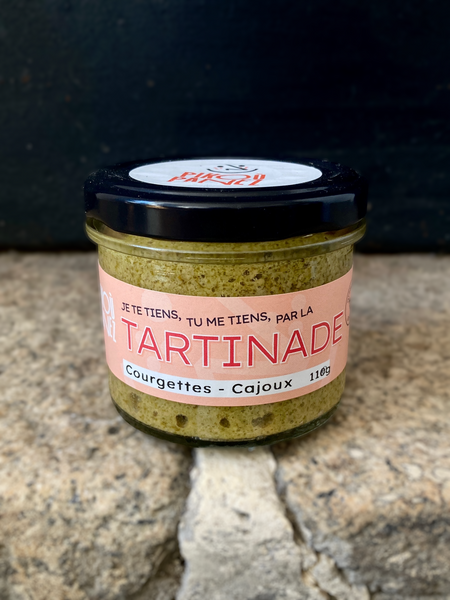 JE TE TIENS, TU ME TIENS, PAR LA
TARTINADE
Courgettes - Cajoux 110g